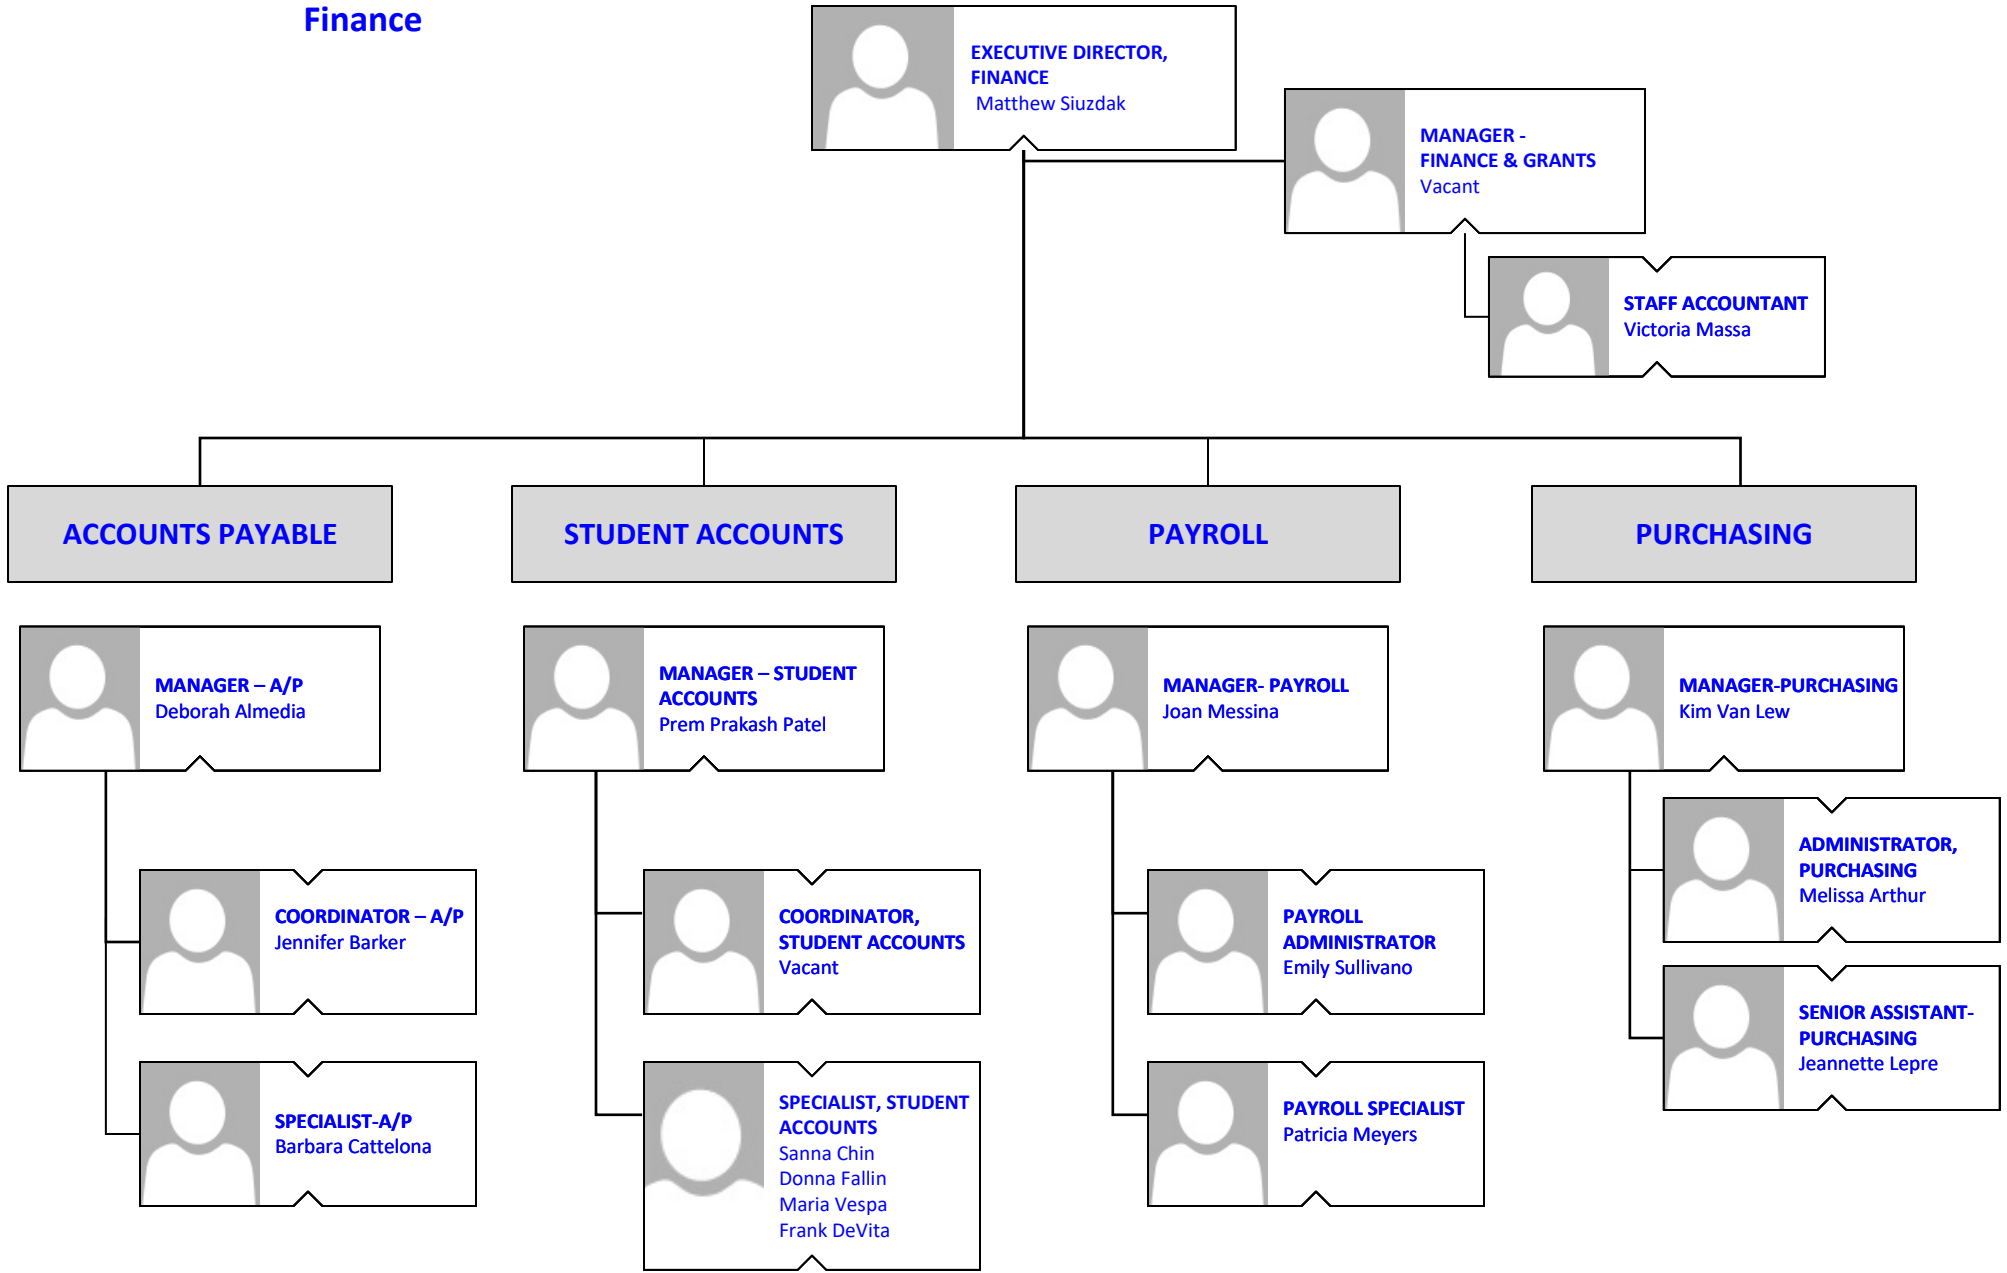 Finance
EXECUTIVE DIRECTOR,
FINANCE
Matthew Siuzdak
MANAGER -
FINANCE & GRANTS
Vacant
STAFF ACCOUNTANT
Victoria Massa
ACCOUNTS PAYABLE
STUDENT ACCOUNTS
PAYROLL
PURCHASING
MANAGER – A/P
Deborah Almedia
MANAGER – STUDENT
ACCOUNTS
Prem Prakash Patel
MANAGER- PAYROLL
Joan Messina
MANAGER-PURCHASING
Kim Van Lew
COORDINATOR – A/P
Jennifer Barker
COORDINATOR,
STUDENT ACCOUNTS
Vacant
PAYROLL
ADMINISTRATOR
Emily Sullivano
ADMINISTRATOR,
PURCHASING
Melissa Arthur
SPECIALIST-A/P
Barbara Cattelona
SPECIALIST, STUDENT
ACCOUNTS
Sanna Chin
Donna Fallin
Maria Vespa
Frank DeVita
PAYROLL SPECIALIST
Patricia Meyers
SENIOR ASSISTANT-
PURCHASING
Jeannette Lepre